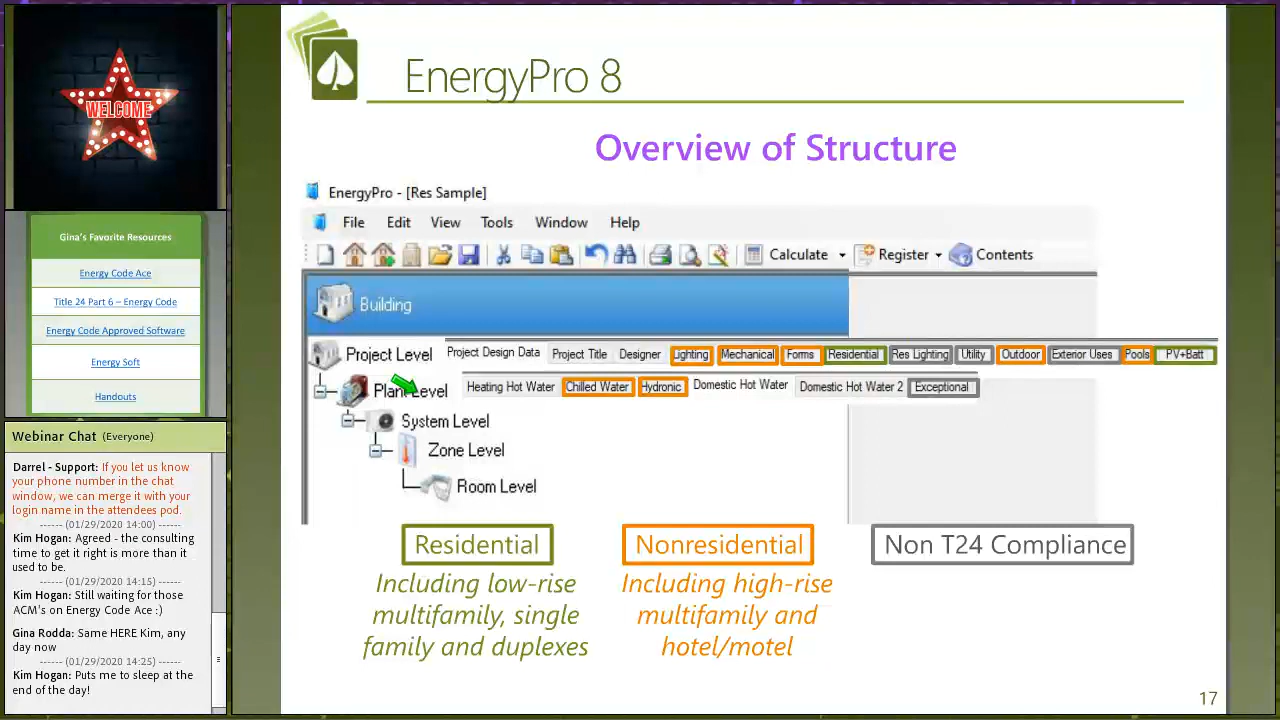 WELCOME
Gina's Favorite Resources
Energy Code Ace
Title 24 Part 6 – Energy Code
Energy Code Approved Software
Energy Soft
Handouts
Webinar Chat (Everyone)
Darrel - Support: If you let us know
your phone number in the chat
window, we can merge it with your
login name in the attendees pod.
------ (01/29/2020 14:00) ------
Kim Hogan: Agreed - the consulting
time to get it right is more than it
used to be.
------ (01/29/2020 14:15) ------
Kim Hogan: Still waiting for those
ACM's on Energy Code Ace :)
Gina Rodda: Same HERE Kim, any
day now
------ (01/29/2020 14:25) ------
Kim Hogan: Puts me to sleep at the
end of the day!
EnergyPro 8
Overview of Structure
EnergyPro - [Res Sample]
File Edit View Tools Window Help
Calculate Register Contents
Building
Project Level Project Design Data Project Title Designer Lighting Mechanical Forms Residential Res Lighting Utility Outdoor Exterior Uses Pools PV+Batt
Plant Level Heating Hot Water Chilled Water Hydronic Domestic Hot Water Domestic Hot Water 2 Exceptional
System Level
Zone Level
Room Level
Residential
Including low-rise
multifamily, single
family and duplexes
Nonresidential
Including high-rise
multifamily and
hotel/motel
Non T24 Compliance
17